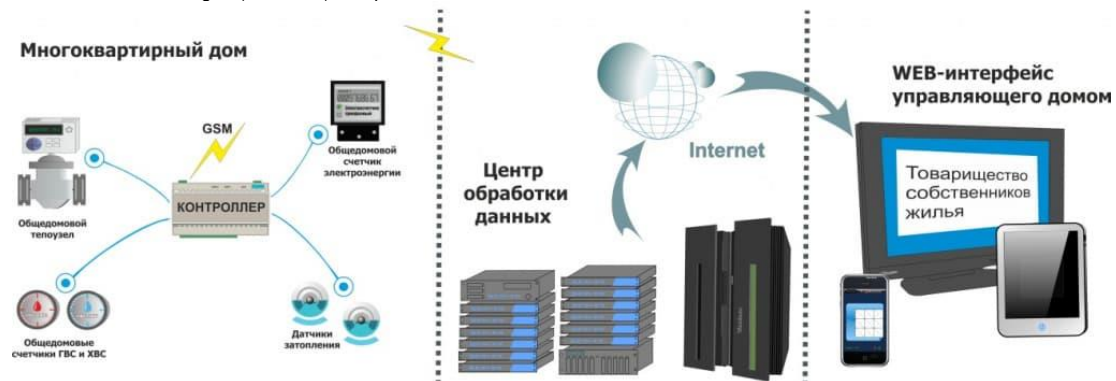 Многоквартирный дом
GSM
Общедомовой
счетчик
электроэнергии
КОНТРОЛЛЕР
Общедомовой
тепоузел
Общедомовые
счетчики ГВС и ХВС
Датчики
затопления
Центр
обработки
данных
Internet
WEB-интерфейс
управляющего домом
Товарищество
собственников
жилья